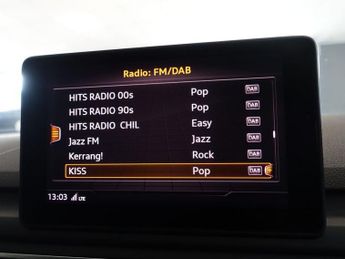 Radio: FM/DAB
HITS RADIO 00s Pop DAB
HITS RADIO 90s Pop DAB
HITS RADIO CHIL Easy DAB
Jazz FM Jazz DAB
Kerrang! Rock DAB
KISS Pop DAB
13:03 LTE